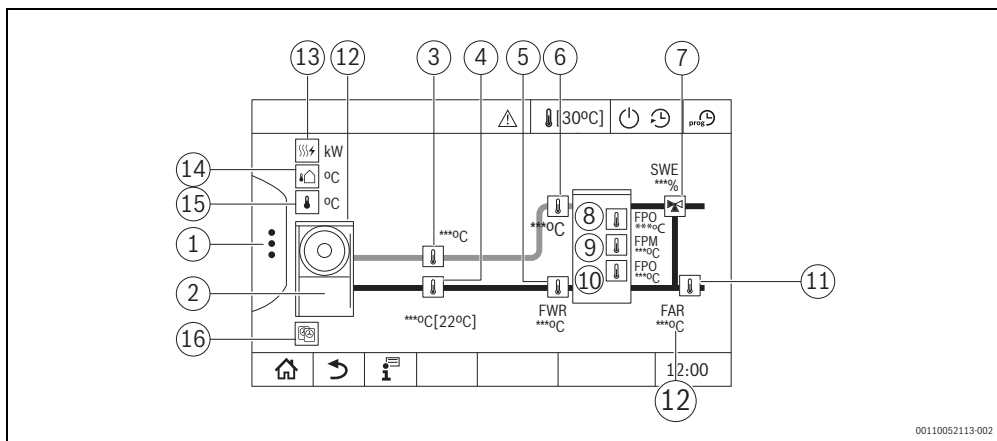 13 12 3 4 5 6 7
[30ºC] prog
14 kW
ºC
15 ºC
SWE
***%
1
***ºC
***ºC
8 FPO
***ºC
9 FPM
***ºC
10 FPO
***ºC
11
2
***ºC[22ºC]
FWR
***ºC
FAR
***ºC
16
12:00
12
00110052113-002